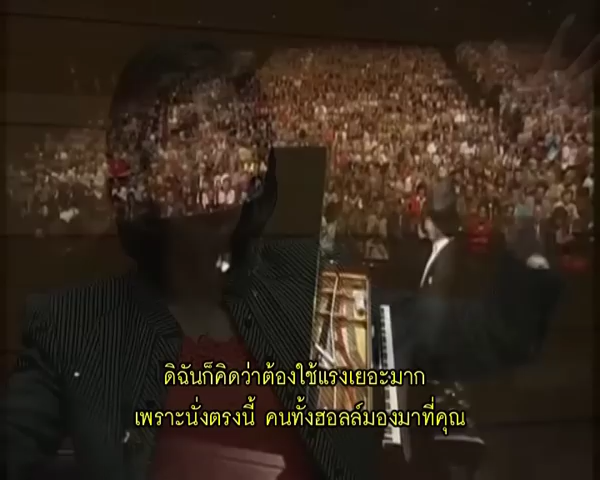 ดิฉันก็คิดว่าต้องใช้แรงเยอะมาก
เพราะนั่งตรงนี้ คนทั้งฮอลล์มองมาที่คุณ